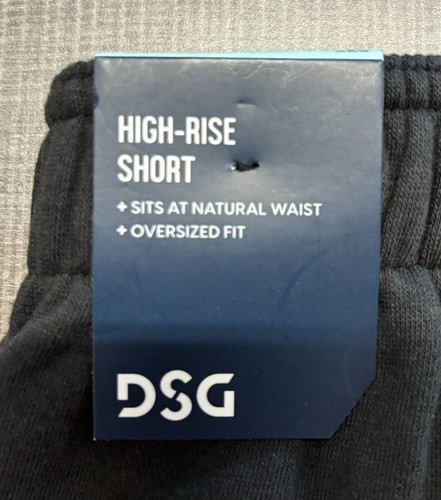 HIGH-RISE
SHORT
+ SITS AT NATURAL WAIST
+ OVERSIZED FIT
DSG